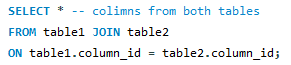 SELECT * -- colimns from both tables
FROM table1 JOIN table2
ON table1.column_id = table2.column_id;